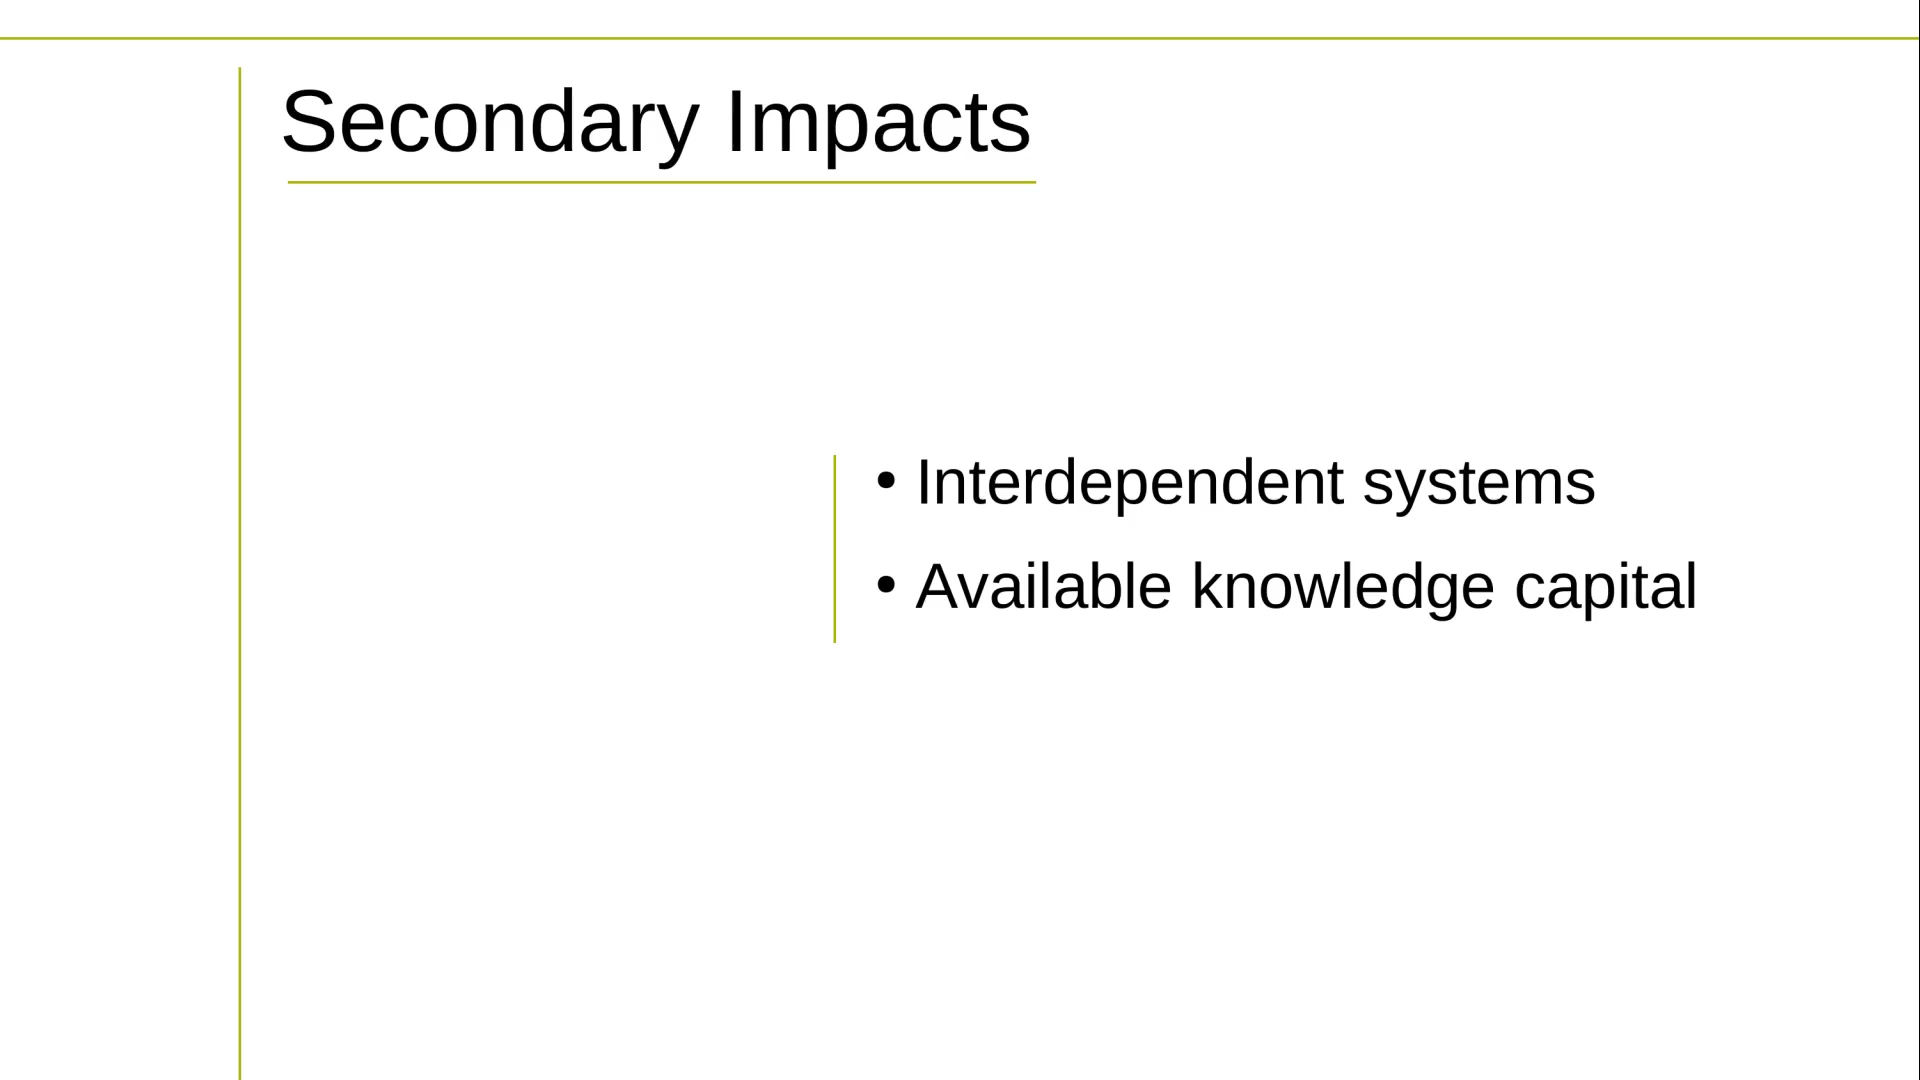 Secondary Impacts
• Interdependent systems
• Available knowledge capital